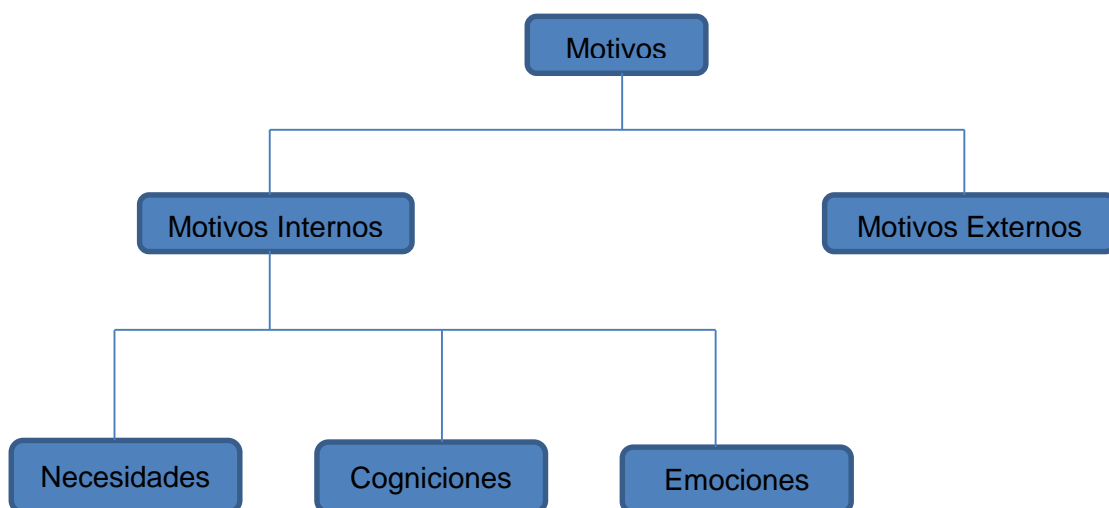 Motivos
Motivos Internos
Motivos Externos
Necesidades
Cogniciones
Emociones